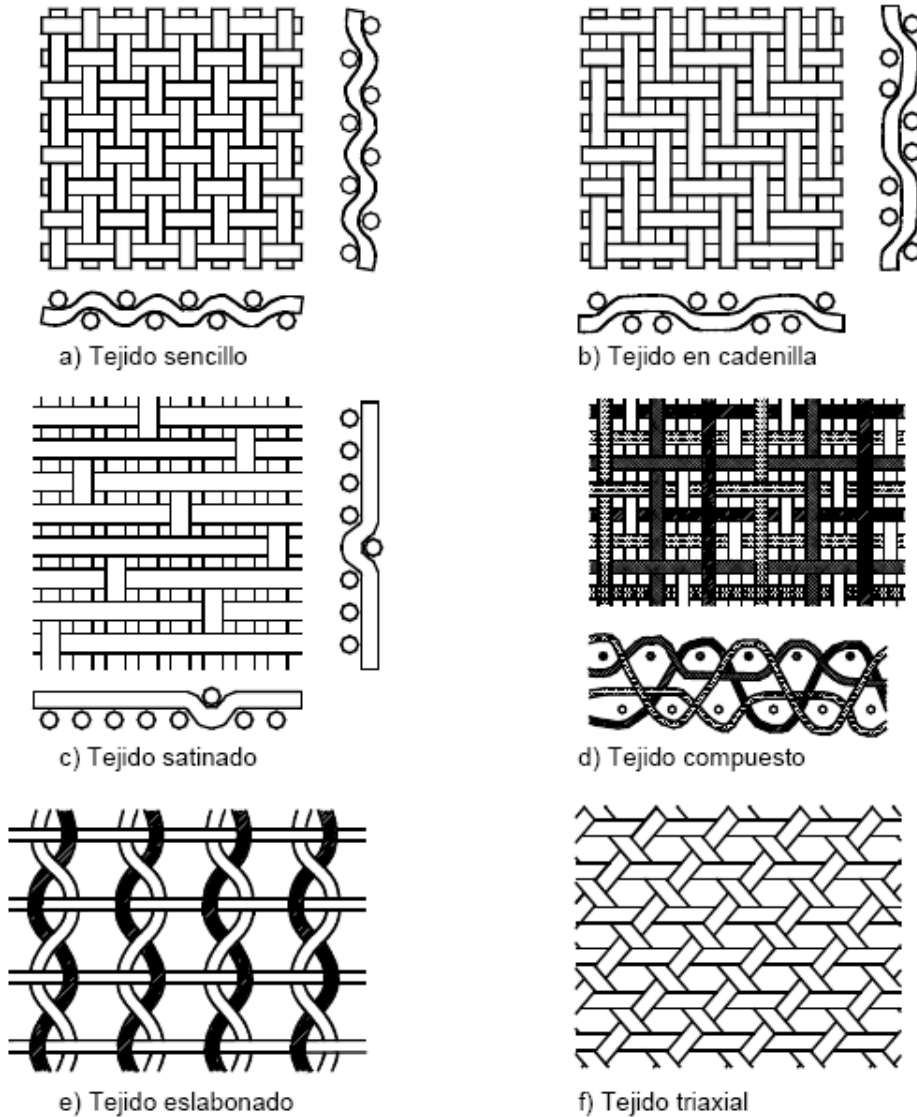 a) Tejido sencillo
b) Tejido en cadenilla
c) Tejido satinado
d) Tejido compuesto
e) Tejido eslabonado
f) Tejido triaxial